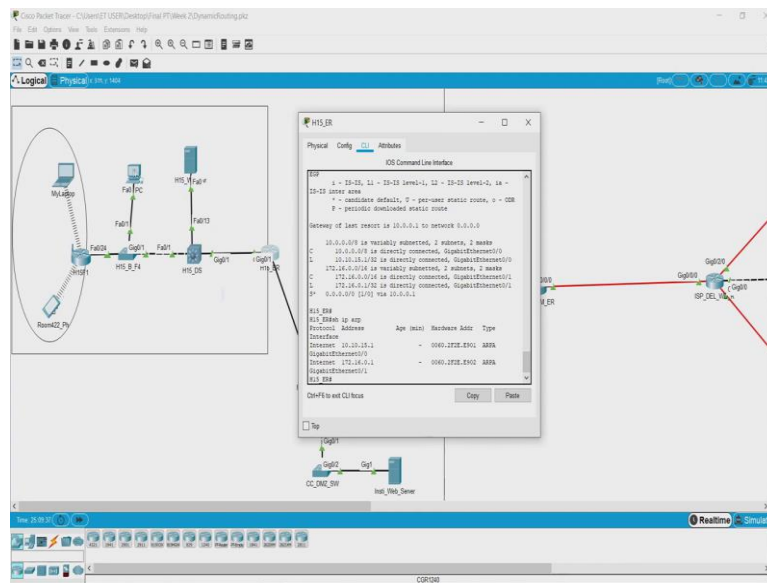 Cisco Packet Tracer - C:\Users\ET USER\Desktop\Final PT\Week 2\DynamicRouting.pkz
File Edit Options View Tools Extensions Help
Logical
Physical
[Root]
H15_ER
Physical Config CLI Attributes
IOS Command Line Interface
EGP
i - IS-IS, L1 - IS-IS level-1, L2 - IS-IS level-2, ia -
IS-IS inter area
* - candidate default, U - per-user static route, o - ODR
P - periodic downloaded static route
Gateway of last resort is 10.0.0.1 to network 0.0.0.0
10.0.0.0/8 is variably subnetted, 2 subnets, 2 masks
C 10.0.0.0/8 is directly connected, GigabitEthernet0/0
L 10.10.15.1/32 is directly connected, GigabitEthernet0/0
172.16.0.0/16 is variably subnetted, 2 subnets, 2 masks
C 172.16.0.0/16 is directly connected, GigabitEthernet0/1
L 172.16.0.1/32 is directly connected, GigabitEthernet0/1
S* 0.0.0.0/0 [1/0] via 10.0.0.1
H15_ER#
H15_ER#sh ip arp
Protocol Address Age (min) Hardware Addr Type
Interface
Internet 10.10.15.1 - 0060.2F2E.E901 ARPA
GigabitEthernet0/0
Internet 172.16.0.1 - 0060.2F2E.E902 ARPA
GigabitEthernet0/1
H15_ER#
Ctrl+F6 to exit CLI focus
Copy
Paste
Top
MyLaptop
Fa0
PC
Fa0/1
Fa0/13
Fa0/24
Gig0/1
Fa0/1
Gig0/1
Gig0/1
H15F1
H15_B_F4
H15_DS
Gig0/2/0
Gig0/0/0
Gig0/0
Gig0/1
Gig0/2
Gig1
CC_DMZ_SW
Insti_Web_Server
Time: 25:09:30
Realtime
CGR1240